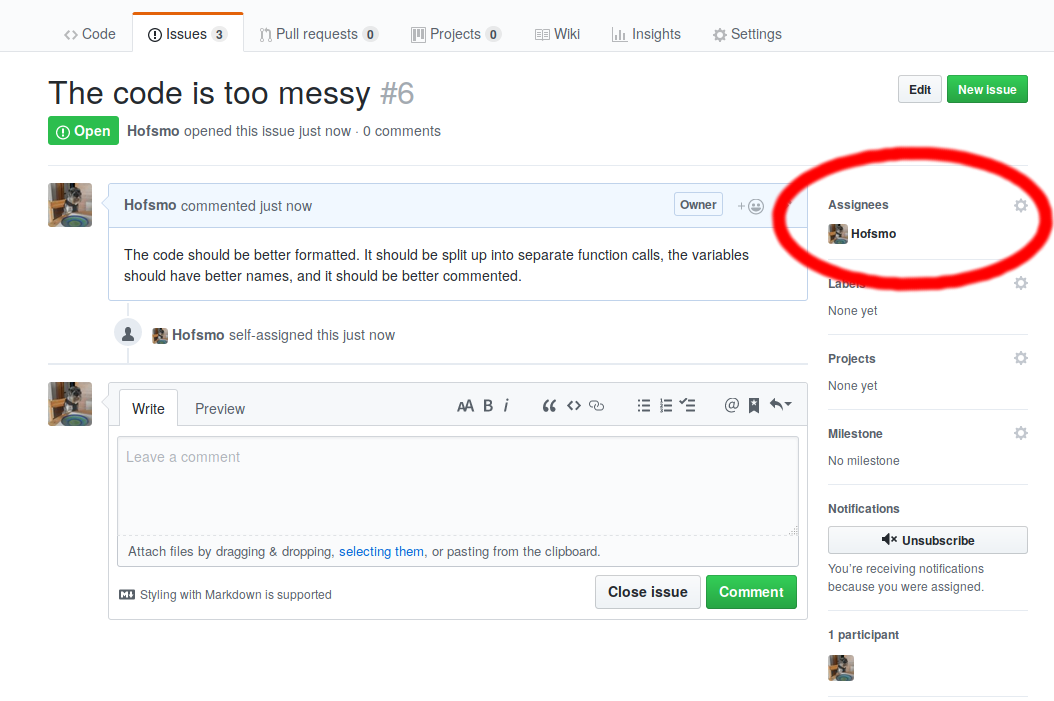 Code Issues 3 Pull requests 0 Projects 0 Wiki Insights Settings
The code is too messy #6
Edit New issue
Open Hofsmo opened this issue just now · 0 comments
Hofsmo commented just now Owner +
The code should be better formatted. It should be split up into separate function calls, the variables
should have better names, and it should be better commented.
Hofsmo self-assigned this just now
Write Preview AA B i @
Leave a comment
Attach files by dragging & dropping, selecting them, or pasting from the clipboard.
Styling with Markdown is supported
Close issue Comment
Assignees
Hofsmo
Labels
None yet
Projects
None yet
Milestone
No milestone
Notifications
Unsubscribe
You're receiving notifications
because you were assigned.
1 participant